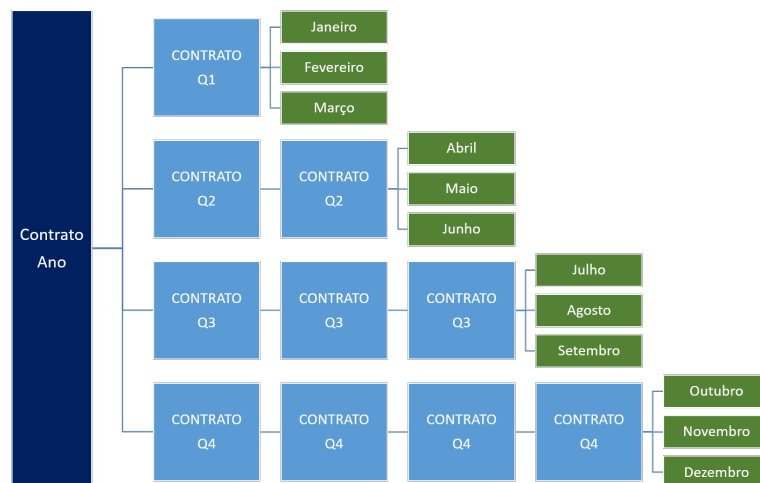 Contrato
Ano
CONTRATO
Q1
Janeiro
Fevereiro
Março
CONTRATO
Q2
CONTRATO
Q2
Abril
Maio
Junho
CONTRATO
Q3
CONTRATO
Q3
CONTRATO
Q3
Julho
Agosto
Setembro
CONTRATO
Q4
CONTRATO
Q4
CONTRATO
Q4
CONTRATO
Q4
Outubro
Novembro
Dezembro